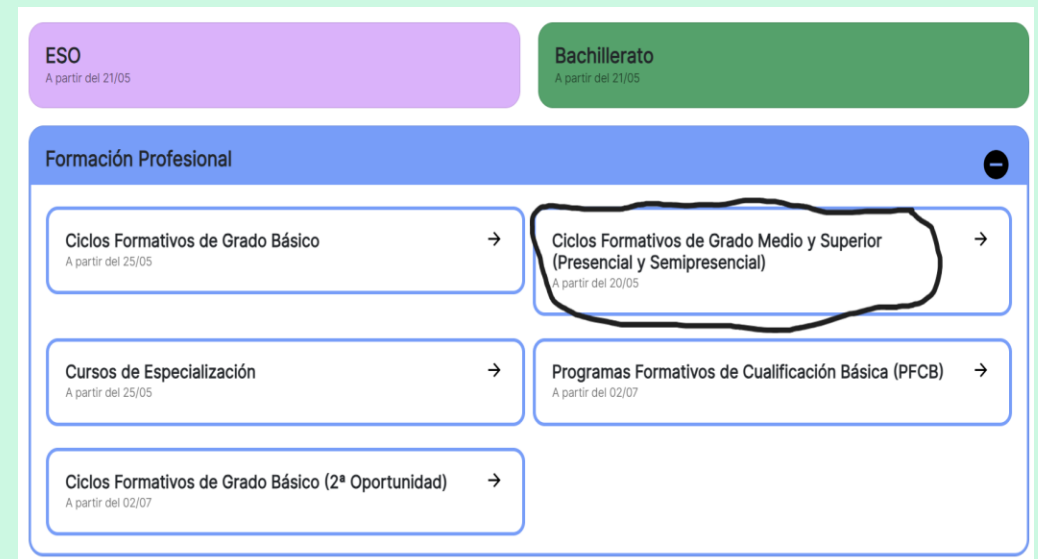 ESO
A partir del 21/05
Bachillerato
A partir del 21/05
Formación Profesional
Ciclos Formativos de Grado Básico
A partir del 25/05
Ciclos Formativos de Grado Medio y Superior
(Presencial y Semipresencial)
A partir del 20/05
Cursos de Especialización
A partir del 25/05
Programas Formativos de Cualificación Básica (PFCB)
A partir del 02/07
Ciclos Formativos de Grado Básico (2ª Oportunidad)
A partir del 02/07